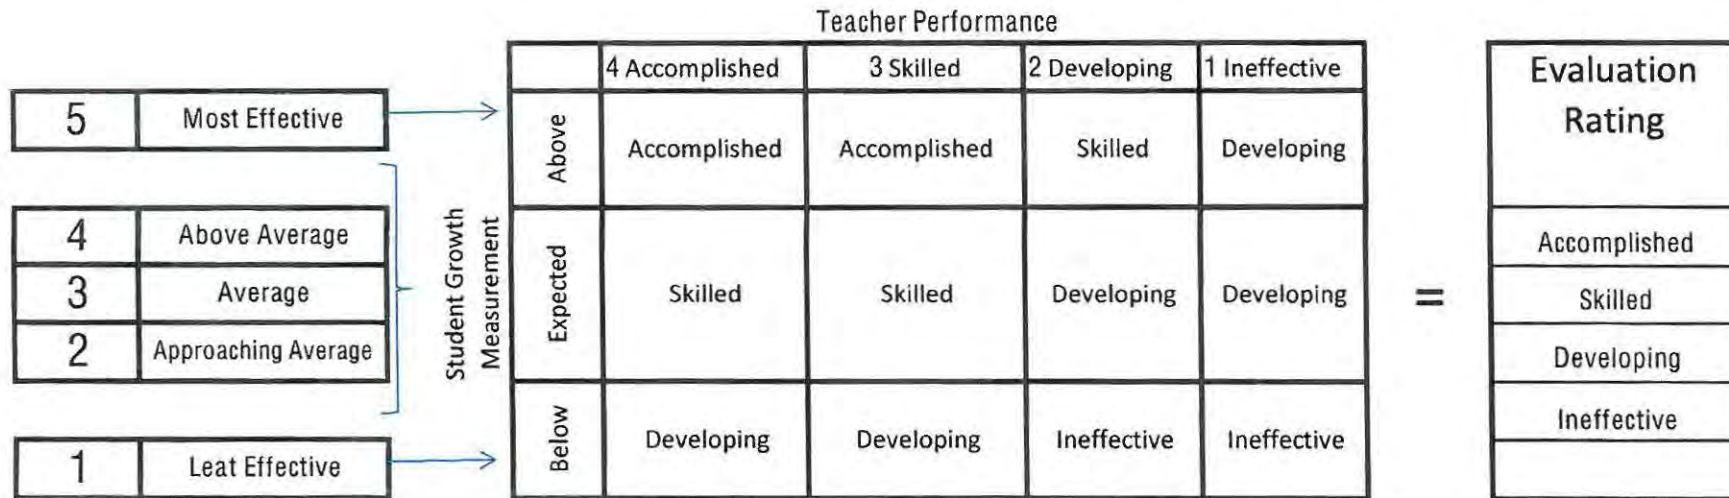 Teacher Performance
4 Accomplished 3 Skilled 2 Developing 1 Ineffective
5 Most Effective
Above Accomplished Accomplished Skilled Developing
4 Above Average
3 Average
2 Approaching Average
Student Growth
Measurement
Expected Skilled Skilled Developing Developing
1 Leat Effective
Below Developing Developing Ineffective Ineffective
=
Evaluation
Rating
Accomplished
Skilled
Developing
Ineffective